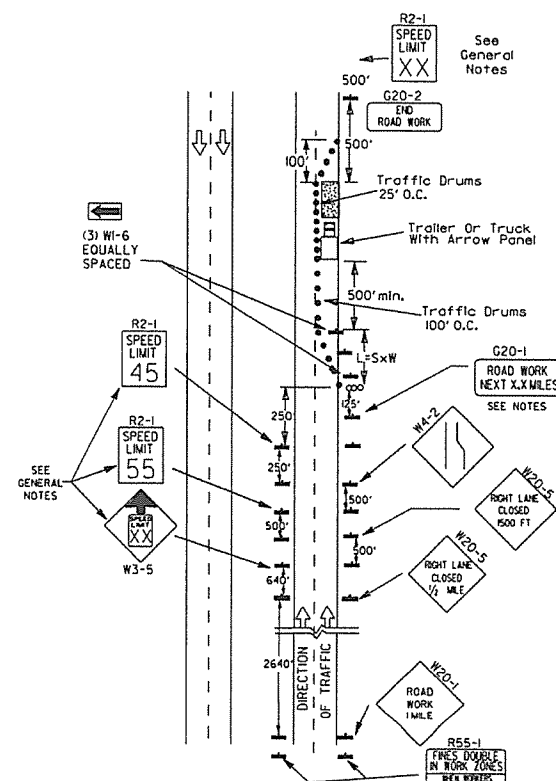 R2-1
SPEED
LIMIT
XX
See
General
Notes
500'
G20-2
END
ROAD WORK
100'
500'
Traffic Drums
25' O.C.
Trailer Or Truck
With Arrow Panel
(3) W1-6
EQUALLY
SPACED
500' min.
Traffic Drums
100' O.C.
R2-1
SPEED
LIMIT
45
L=SxW
G20-1
ROAD WORK
NEXT X.X MILES
SEE NOTES
125'
250
R2-1
SPEED
LIMIT
55
250'
W4-2
SEE
GENERAL
NOTES
500'
500'
W20-5
RIGHT LANE
CLOSED
1500 FT
SPEED
LIMIT
XX
W3-5
500'
640'
W20-5
RIGHT LANE
CLOSED
1/2 MILE
2640'
DIRECTION
OF TRAFFIC
W20-1
ROAD
WORK
1 MILE
R55-1
FINES DOUBLE
IN WORK ZONES
WHEN WORKERS